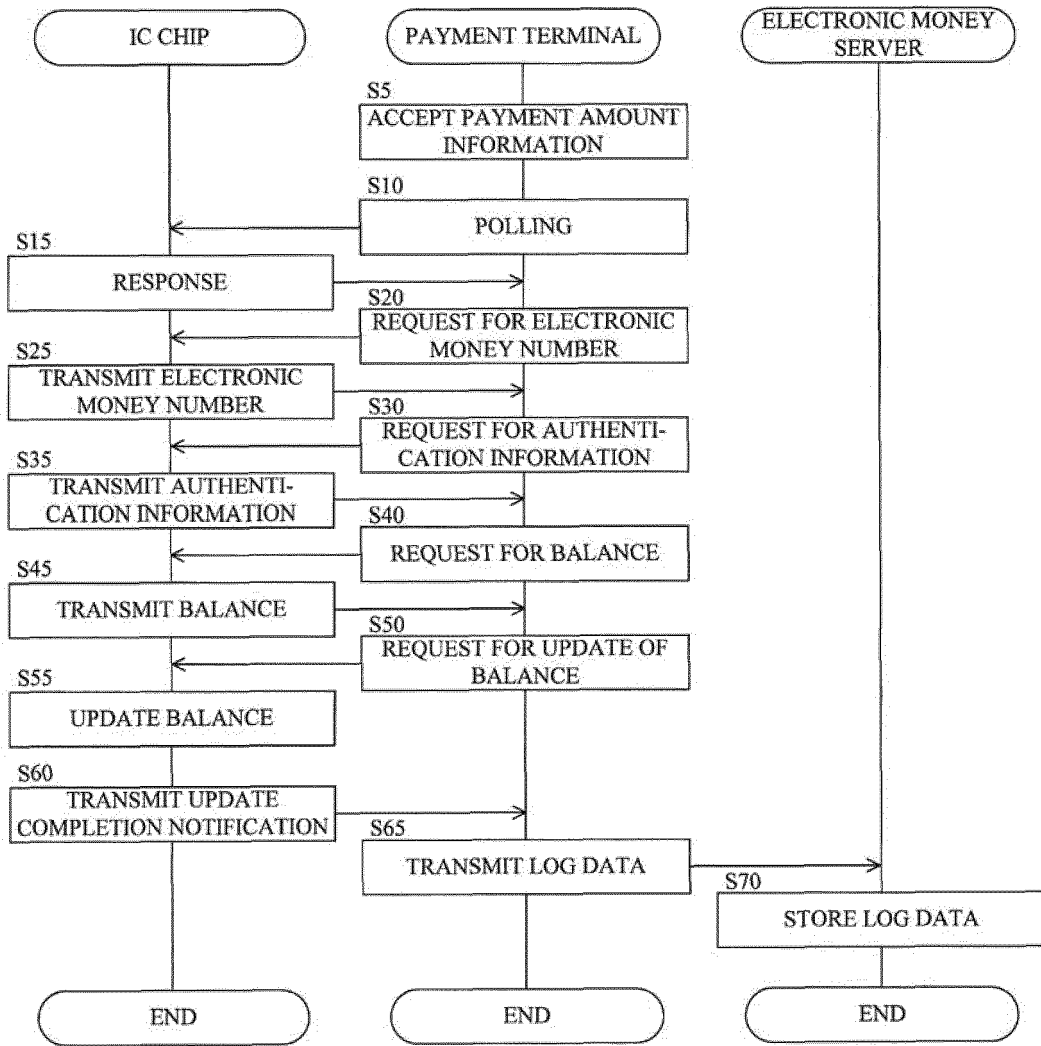 IC CHIP
PAYMENT TERMINAL
ELECTRONIC MONEY
SERVER
S5
ACCEPT PAYMENT AMOUNT
INFORMATION
S10
POLLING
S15
RESPONSE
S20
REQUEST FOR ELECTRONIC
MONEY NUMBER
S25
TRANSMIT ELECTRONIC
MONEY NUMBER
S30
REQUEST FOR AUTHENTI-
CATION INFORMATION
S35
TRANSMIT AUTHENTI-
CATION INFORMATION
S40
REQUEST FOR BALANCE
S45
TRANSMIT BALANCE
S50
REQUEST FOR UPDATE OF
BALANCE
S55
UPDATE BALANCE
S60
TRANSMIT UPDATE
COMPLETION NOTIFICATION
S65
TRANSMIT LOG DATA
S70
STORE LOG DATA
END
END
END